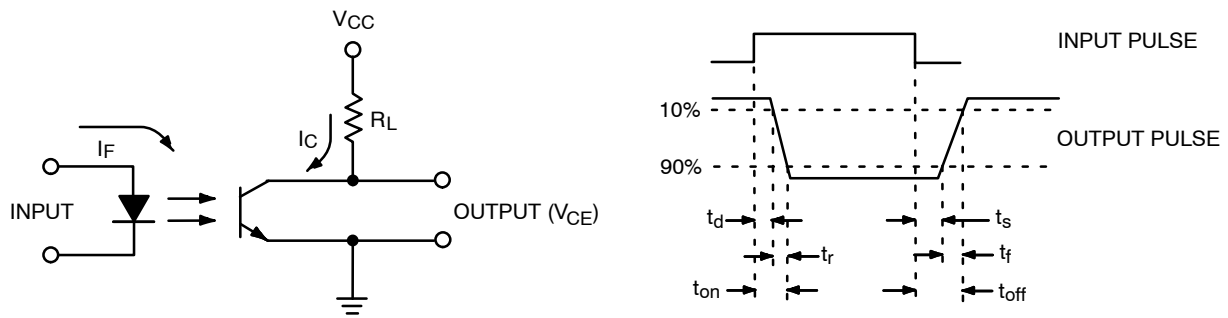 VCC
RL
IC
IF
INPUT
OUTPUT (VCE)
INPUT PULSE
10%
OUTPUT PULSE
90%
td
ts
tr
tf
ton
toff